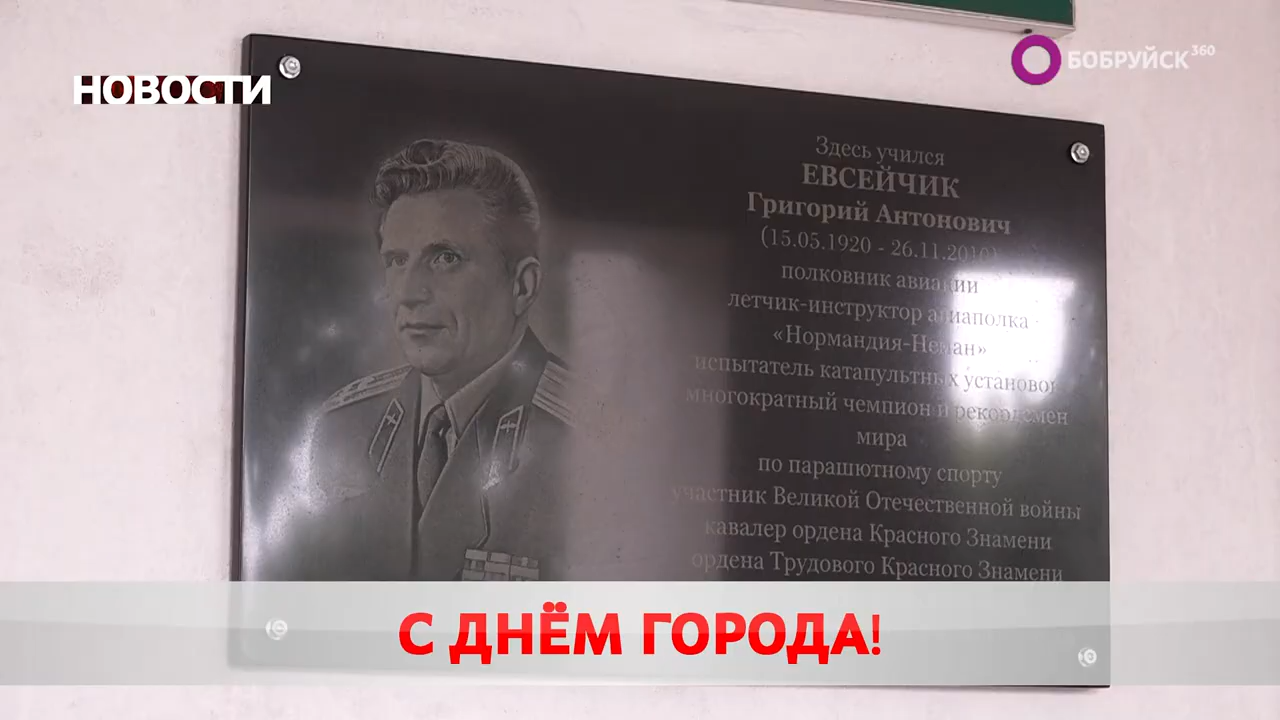 НОВОСТИ
БОБРУЙСК 360
Здесь учился
ЕВСЕЙЧИК
Григорий Антонович
(15.05.1920 - 26.11.2010)
полковник авиации
летчик-инструктор авиаполка
«Нормандия-Неман»
испытатель катапультных установок
многократный чемпион и рекордсмен
мира
по парашютному спорту
участник Великой Отечественной войны
кавалер ордена Красного Знамени
ордена Трудового Красного Знамени
С ДНЁМ ГОРОДА!